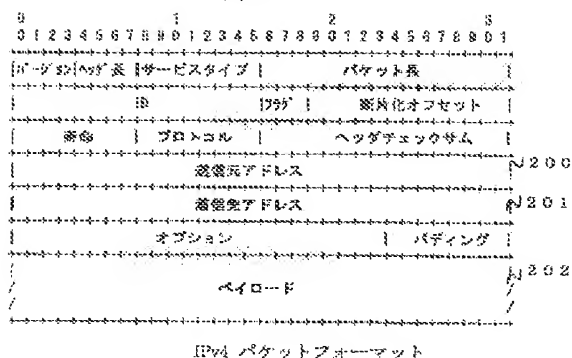 0 1 2 3
0 1 2 3 4 5 6 7 8 9 0 1 2 3 4 5 6 7 8 9 0 1 2 3 4 5 6 7 8 9 0 1
バージョン ヘッダ長 サービスタイプ パケット長
ID フラグ 断片化オフセット
寿命 プロトコル ヘッダチェックサム
送信元アドレス 200
着信先アドレス 201
オプション パディング
ペイロード 202
IPv4 パケットフォーマット